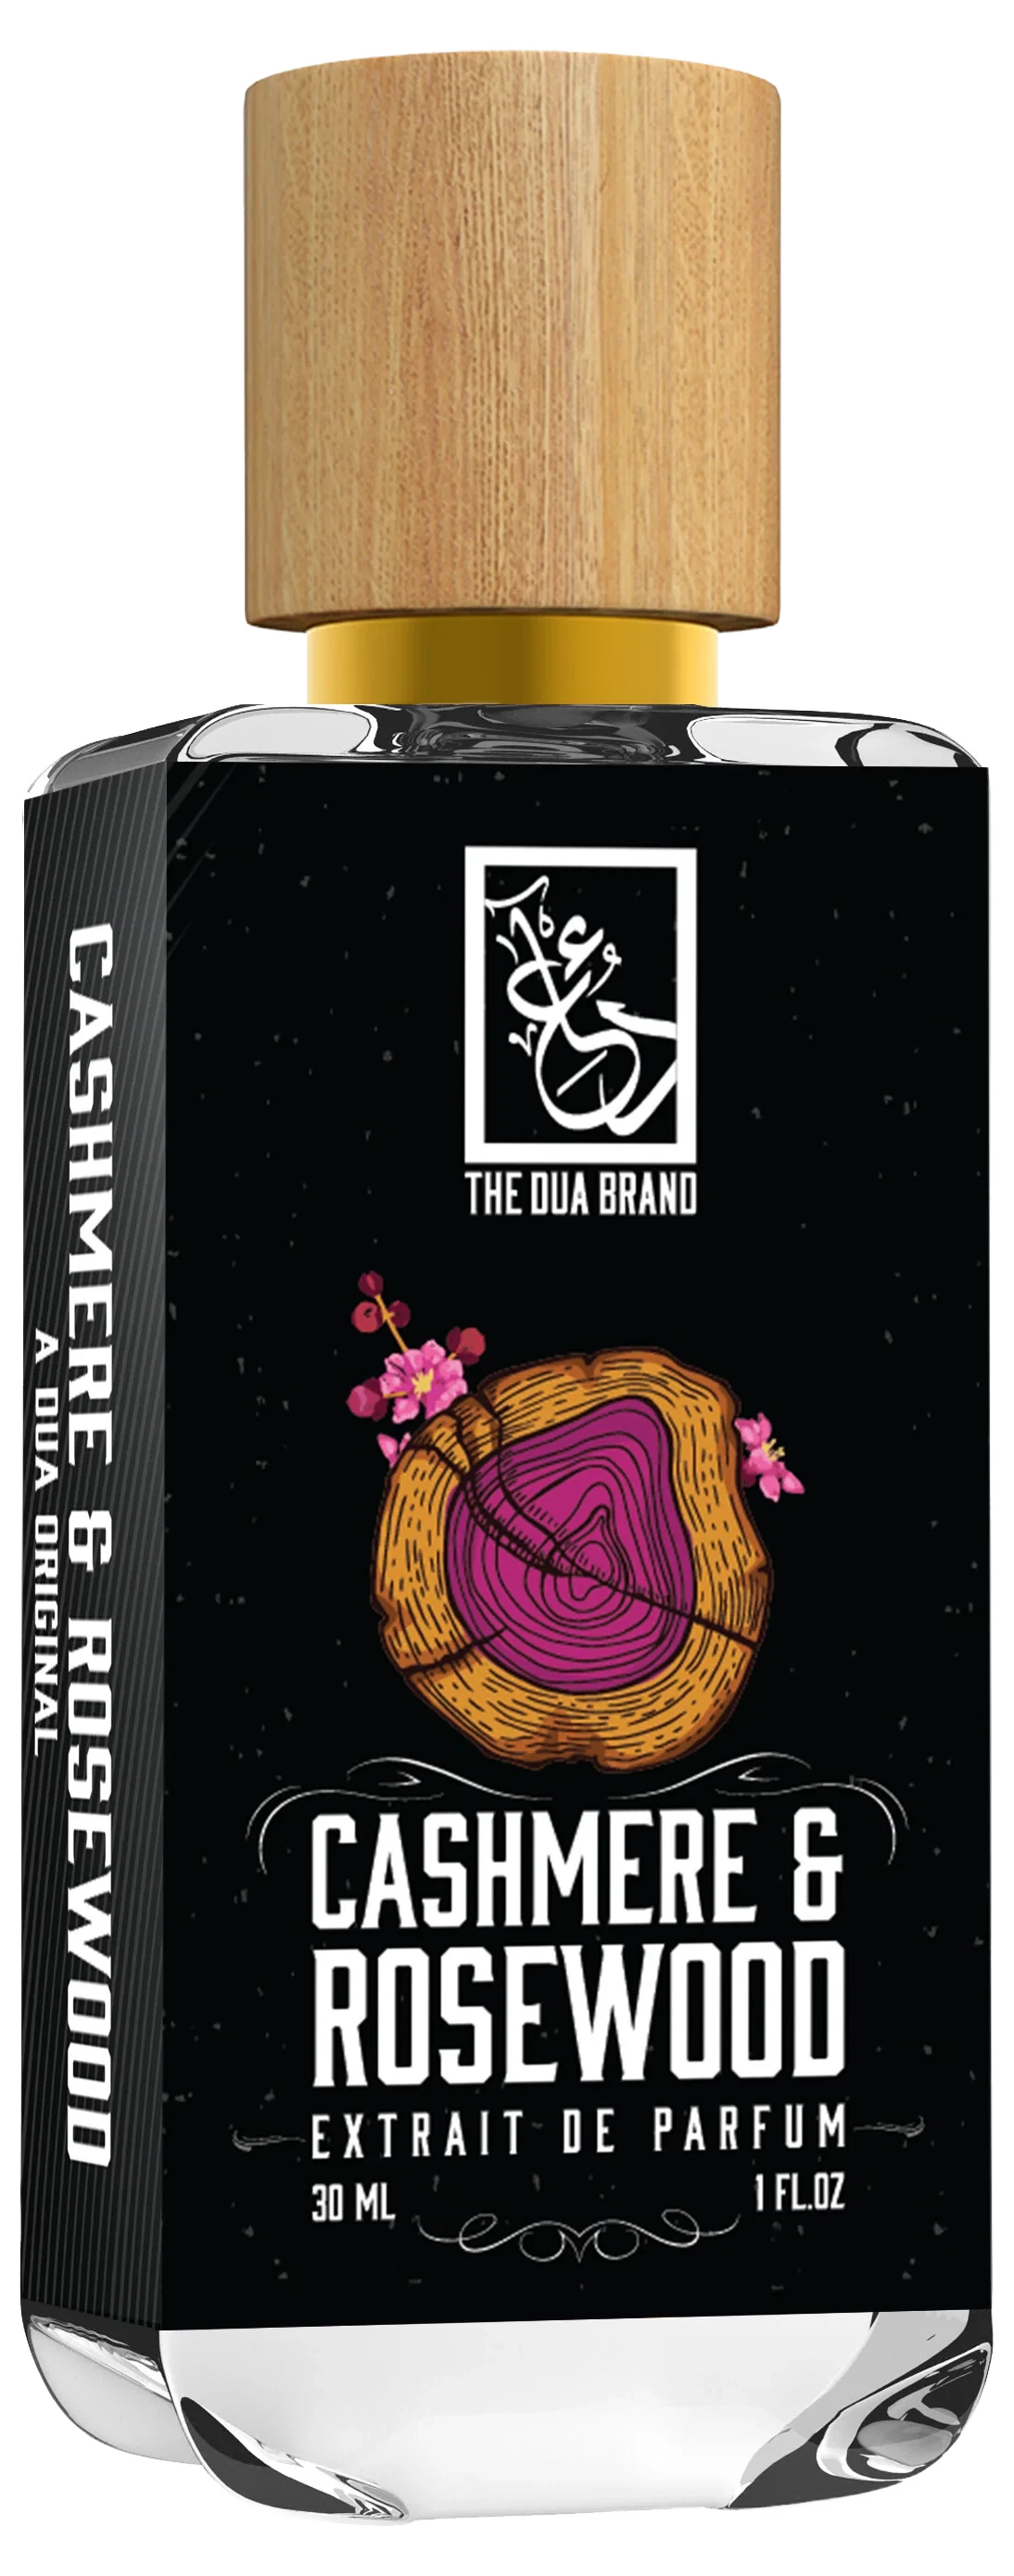 THE DUA BRAND
CASHMERE &
ROSEWOOD
EXTRAIT DE PARFUM
30 ML
1 FL.OZ
CASHMERE & ROSEWOOD
A DUA ORIGINAL